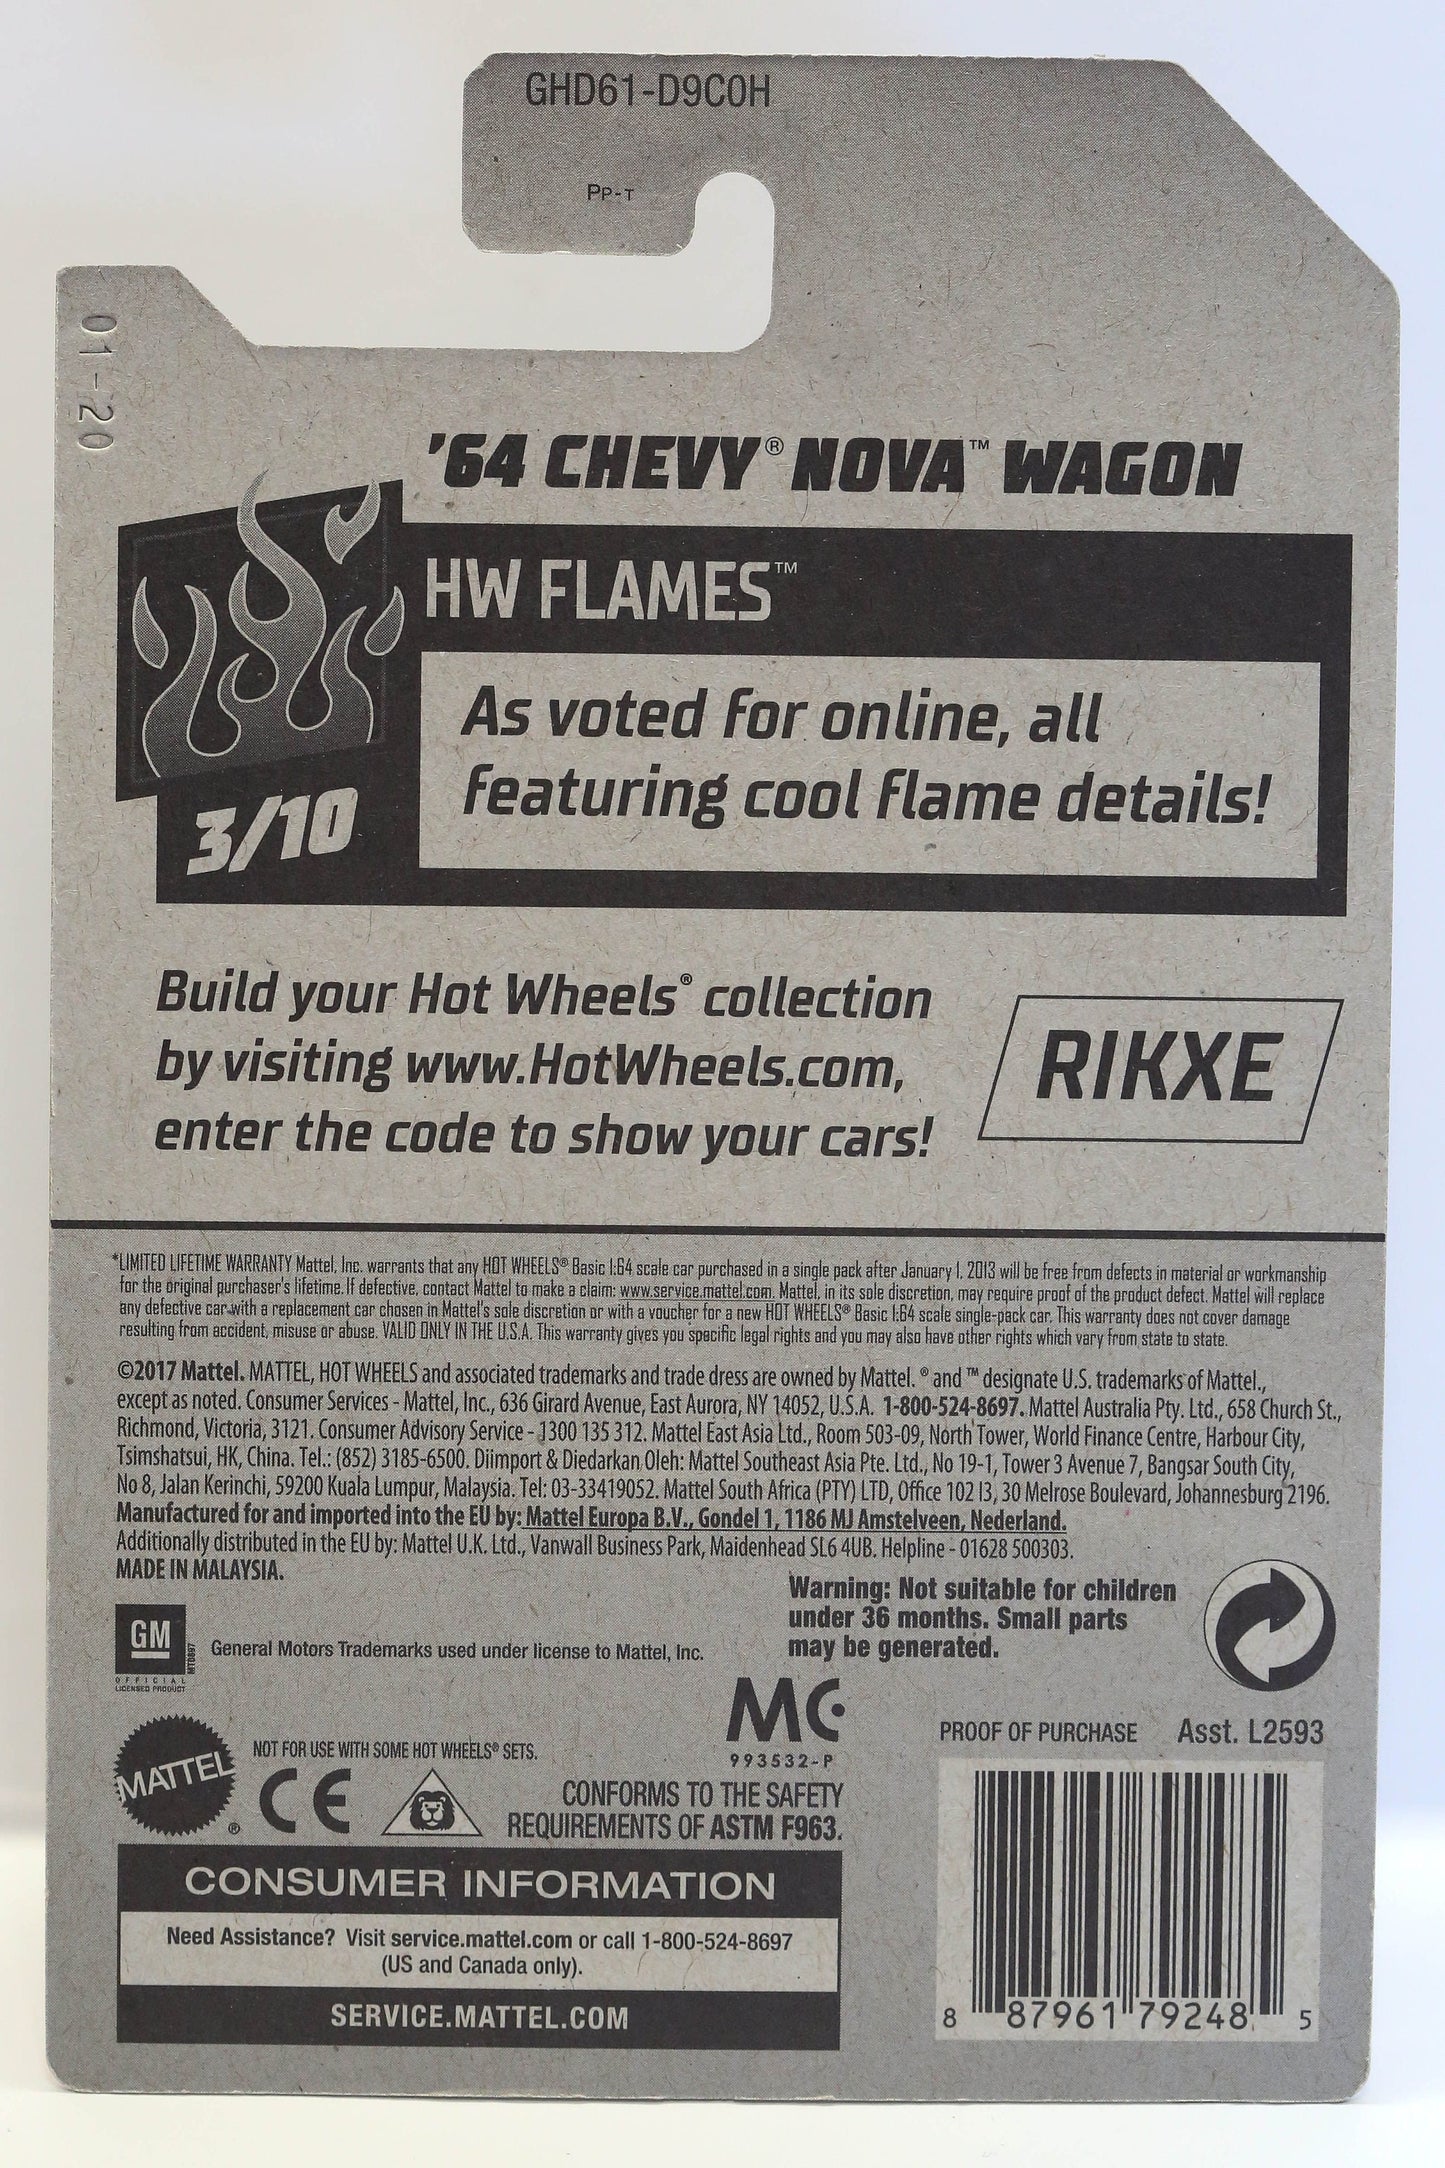 GHD61-D9C0H
PP-T
01-20
'64 CHEVY® NOVA™ WAGON
HW FLAMES™
As voted for online, all
featuring cool flame details!
3/10
Build your Hot Wheels® collection
by visiting www.HotWheels.com,
enter the code to show your cars!
RIKXE
*LIMITED LIFETIME WARRANTY Mattel, Inc. warrants that any HOT WHEELS® Basic 1:64 scale car purchased in a single pack after January 1, 2013 will be free from defects in material or workmanship
for the original purchaser's lifetime. If defective, contact Mattel to make a claim: www.service.mattel.com. Mattel, in its sole discretion, may require proof of the product defect. Mattel will replace
any defective car with a replacement car chosen in Mattel's sole discretion or with a voucher for a new HOT WHEELS® Basic 1:64 scale single-pack car. This warranty does not cover damage
resulting from accident, misuse or abuse. VALID ONLY IN THE U.S.A. This warranty gives you specific legal rights and you may also have other rights which vary from state to state.
©2017 Mattel. MATTEL, HOT WHEELS and associated trademarks and trade dress are owned by Mattel. ® and ™ designate U.S. trademarks of Mattel.,
except as noted. Consumer Services - Mattel, Inc., 636 Girard Avenue, East Aurora, NY 14052, U.S.A. 1-800-524-8697. Mattel Australia Pty. Ltd., 658 Church St.,
Richmond, Victoria, 3121. Consumer Advisory Service - 1300 135 312. Mattel East Asia Ltd., Room 503-09, North Tower, World Finance Centre, Harbour City,
Tsimshatsui, HK, China. Tel.: (852) 3185-6500. Diimport & Diedarkan Oleh: Mattel Southeast Asia Pte. Ltd., No 19-1, Tower 3 Avenue 7, Bangsar South City,
No 8, Jalan Kerinchi, 59200 Kuala Lumpur, Malaysia. Tel: 03-33419052. Mattel South Africa (PTY) LTD, Office 102 I3, 30 Melrose Boulevard, Johannesburg 2196.
Manufactured for and imported into the EU by: Mattel Europa B.V., Gondel 1, 1186 MJ Amstelveen, Nederland.
Additionally distributed in the EU by: Mattel U.K. Ltd., Vanwall Business Park, Maidenhead SL6 4UB. Helpline - 01628 500303.
MADE IN MALAYSIA.
Warning: Not suitable for children
under 36 months. Small parts
may be generated.
GM
OFFICIAL
LICENSED PRODUCT
MT0897
General Motors Trademarks used under license to Mattel, Inc.
MC
993532-P
PROOF OF PURCHASE Asst. L2593
MATTEL®
NOT FOR USE WITH SOME HOT WHEELS® SETS.
CE
CONFORMS TO THE SAFETY
REQUIREMENTS OF ASTM F963.
CONSUMER INFORMATION
Need Assistance? Visit service.mattel.com or call 1-800-524-8697
(US and Canada only).
SERVICE.MATTEL.COM
8 87961 79248 5